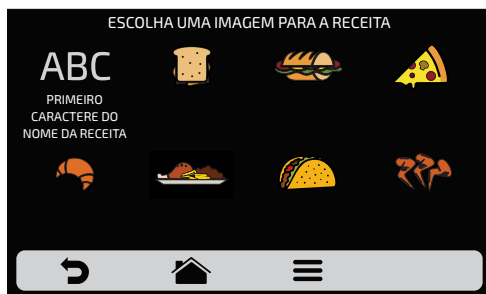 ESCOLHA UMA IMAGEM PARA A RECEITA
ABC
PRIMEIRO
CARACTERE DO
NOME DA RECEITA